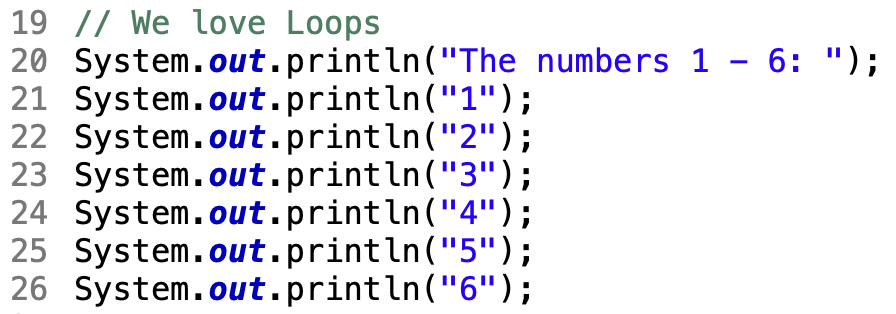 19 // We love Loops
20 System.out.println("The numbers 1 - 6: ");
21 System.out.println("1");
22 System.out.println("2");
23 System.out.println("3");
24 System.out.println("4");
25 System.out.println("5");
26 System.out.println("6");